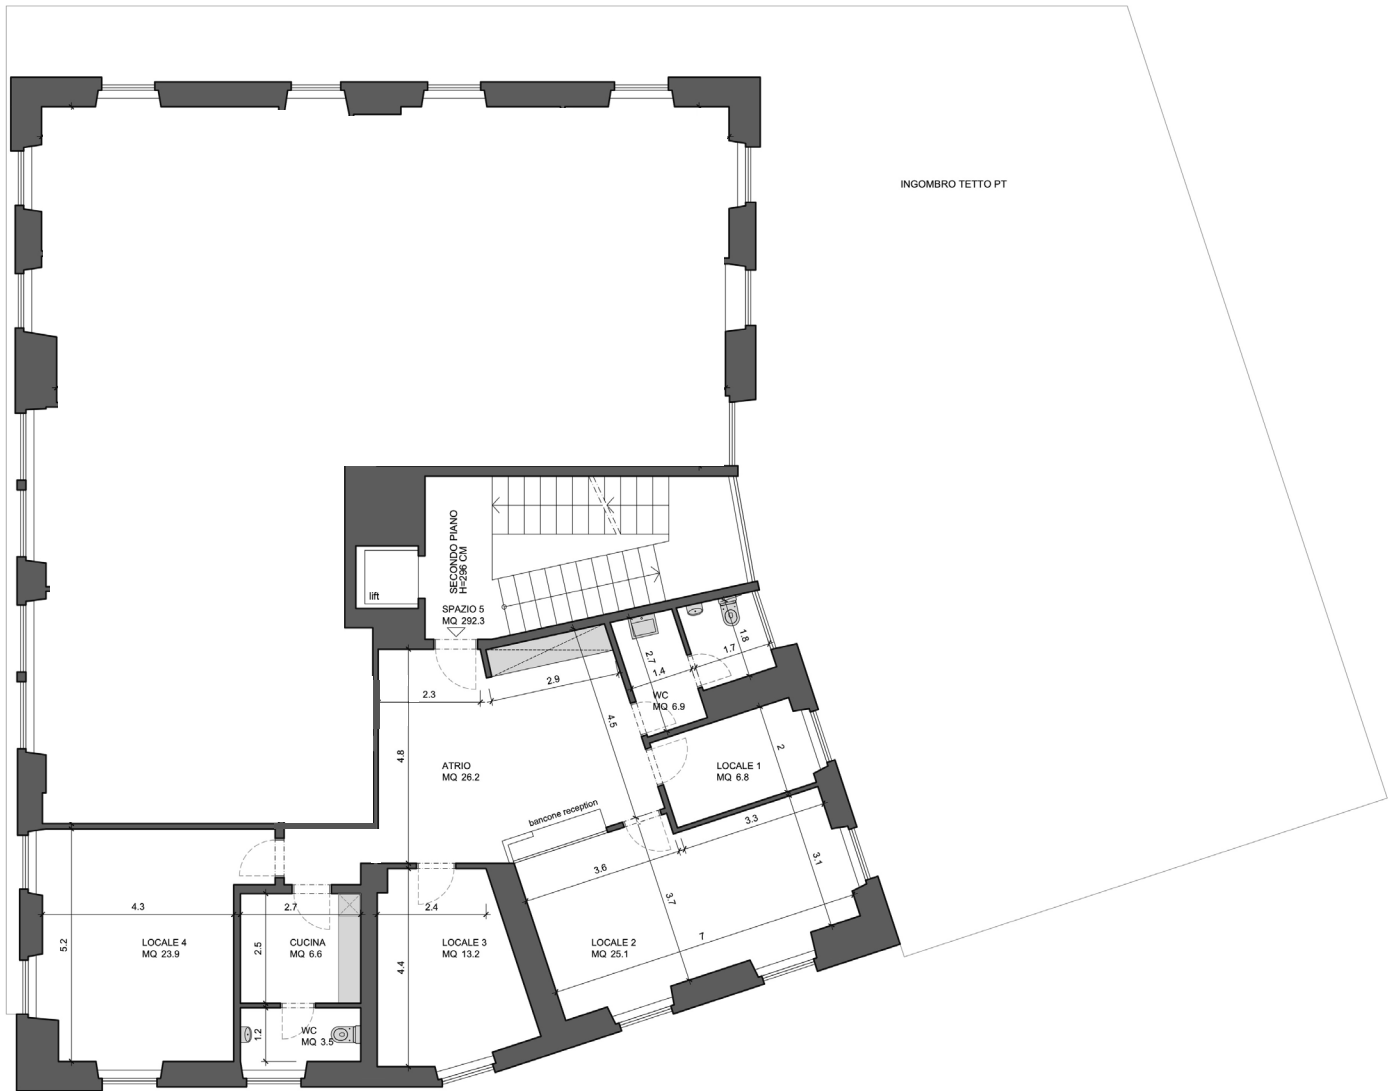 INGOMBRO TETTO PT
SECONDO PIANO
H=296 CM
lift
SPAZIO 5
MQ 292.3
1.8
1.7
2.7
1.4
WC
MQ 6.9
2.3
2.9
4.5
4.8
ATRIO
MQ 26.2
LOCALE 1
MQ 6.8
2
bancone reception
3.3
3.6
3.1
3.7
7
4.3
2.7
2.4
5.2
2.5
4.4
LOCALE 4
MQ 23.9
CUCINA
MQ 6.6
LOCALE 3
MQ 13.2
LOCALE 2
MQ 25.1
1.2
WC
MQ 3.5